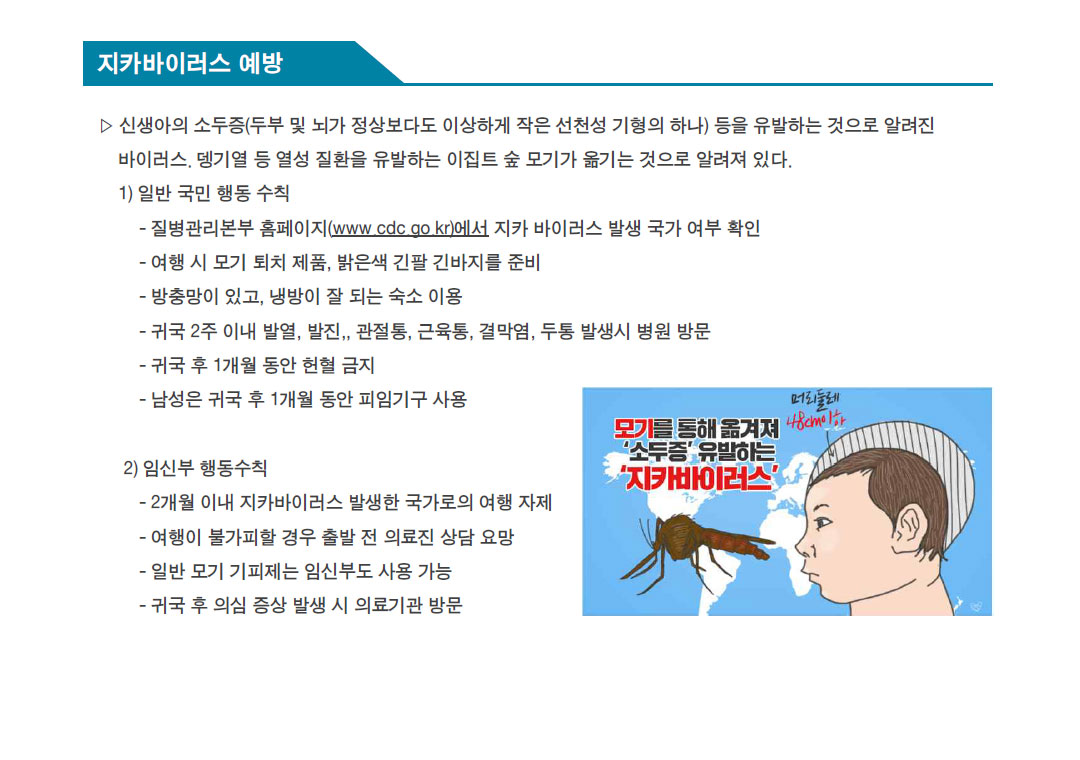 지카바이러스 예방
▷ 신생아의 소두증(두부 및 뇌가 정상보다도 이상하게 작은 선천성 기형의 하나) 등을 유발하는 것으로 알려진
바이러스. 뎅기열 등 열성 질환을 유발하는 이집트 숲 모기가 옮기는 것으로 알려져 있다.
1) 일반 국민 행동 수칙
- 질병관리본부 홈페이지(www.cdc.go.kr)에서 지카 바이러스 발생 국가 여부 확인
- 여행 시 모기 퇴치 제품, 밝은색 긴팔 긴바지를 준비
- 방충망이 있고, 냉방이 잘 되는 숙소 이용
- 귀국 2주 이내 발열, 발진,, 관절통, 근육통, 결막염, 두통 발생시 병원 방문
- 귀국 후 1개월 동안 헌혈 금지
- 남성은 귀국 후 1개월 동안 피임기구 사용
2) 임신부 행동수칙
- 2개월 이내 지카바이러스 발생한 국가로의 여행 자제
- 여행이 불가피할 경우 출발 전 의료진 상담 요망
- 일반 모기 기피제는 임신부도 사용 가능
- 귀국 후 의심 증상 발생 시 의료기관 방문
모기를 통해 옮겨져
'소두증' 유발하는
'지카바이러스'
머리둘레
48cm이하